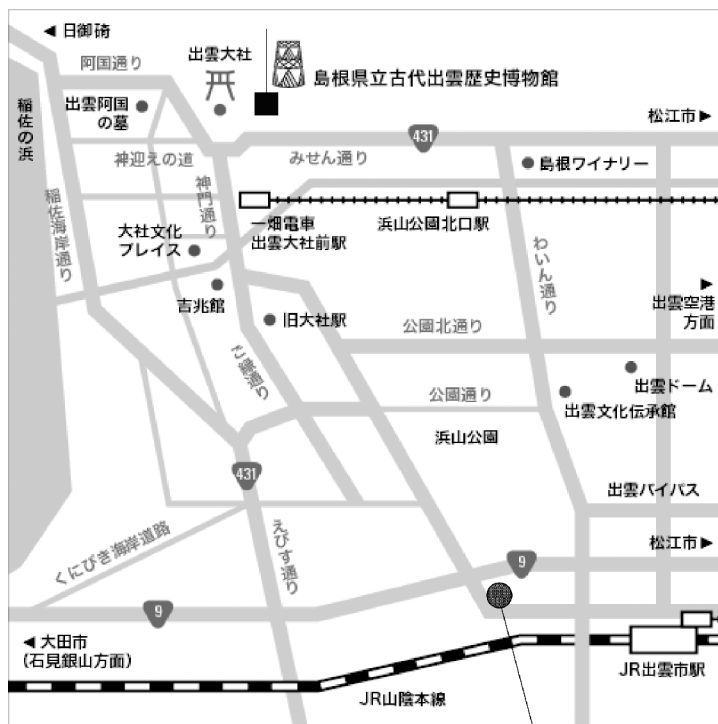 ◀ 日御碕
阿国通り
出雲大社
島根県立古代出雲歴史博物館
松江市▶
出雲阿国
の墓
稲佐の浜
431
神迎えの道
みせん通り
島根ワイナリー
稲佐海岸通り
神門通り
一畑電車
出雲大社前駅
浜山公園北口駅
大社文化
プレイス
わいん通り
吉兆館
旧大社駅
▶
出雲空港
方面
公園北通り
ご縁通り
出雲ドーム
公園通り
出雲文化伝承館
浜山公園
431
出雲バイパス
くにびき海岸道路
えびす通り
松江市▶
9
9
◀ 大田市
(石見銀山方面)
JR出雲市駅
JR山陰本線